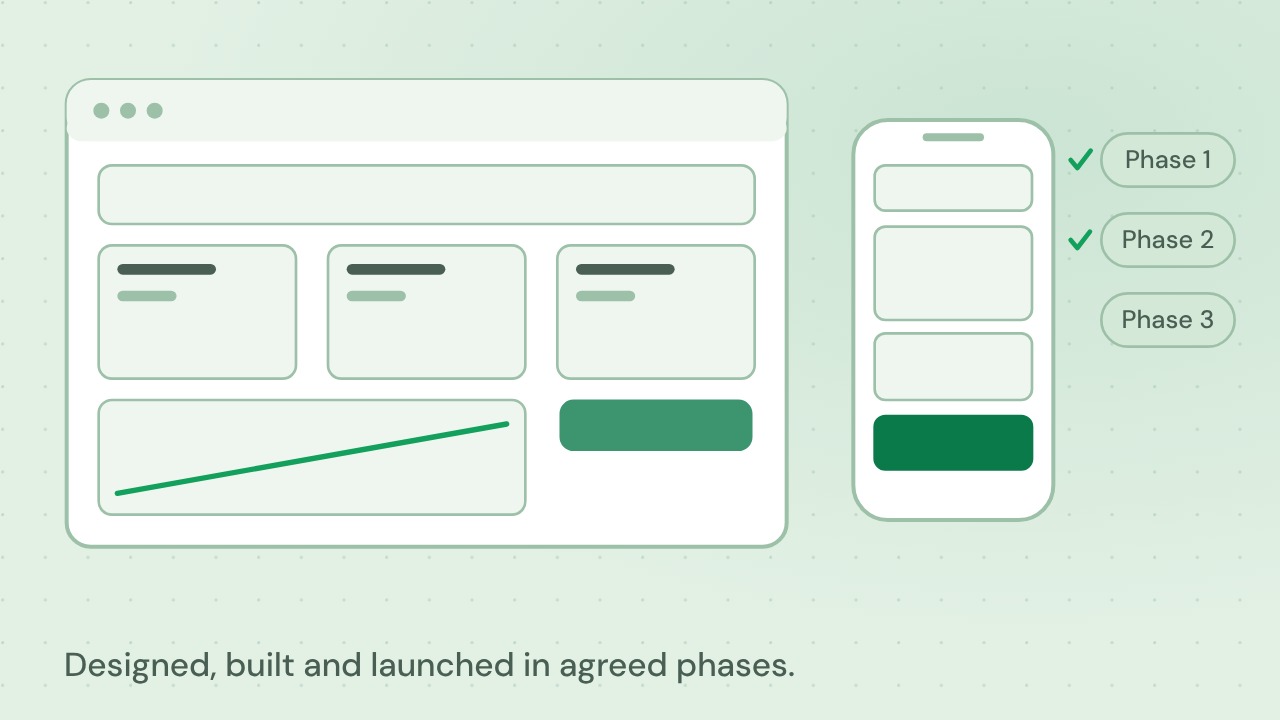 Phase 1
Phase 2
Phase 3
Designed, built and launched in agreed phases.